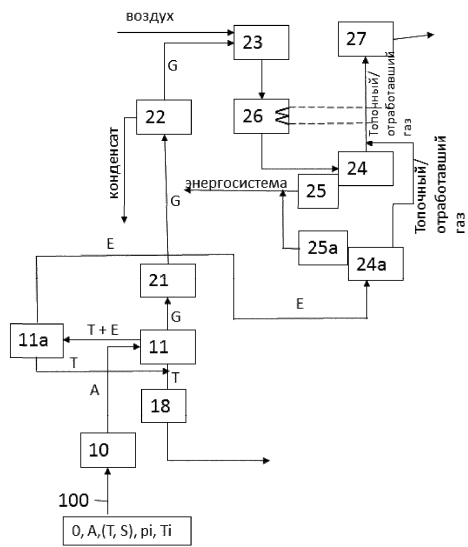 воздух
23
27
G
Топочный/
отработавший
газ
22
26
конденсат
24
Топочный/
отработавший
газ
энергосистема
25
G
25a
24a
E
21
E
G
11a
T + E
11
T
T
A
18
10
100
0, A,(T, S), pi, Ti